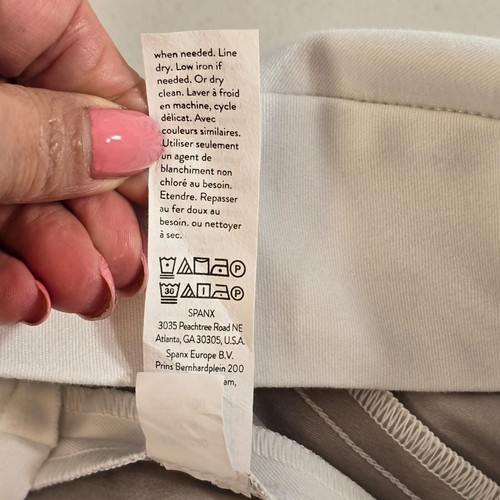 when needed. Line
dry. Low iron if
needed. Or dry
clean. Laver à froid
en machine, cycle
délicat. Avec
couleurs similaires.
Utiliser seulement
un agent de
blanchiment non
chloré au besoin.
Etendre. Repasser
au fer doux au
besoin. ou nettoyer
à sec.
P
30 P
SPANX
3035 Peachtree Road NE
Atlanta, GA 30305, U.S.A.
Spanx Europe B.V.
Prins Bernhardplein 200
am,